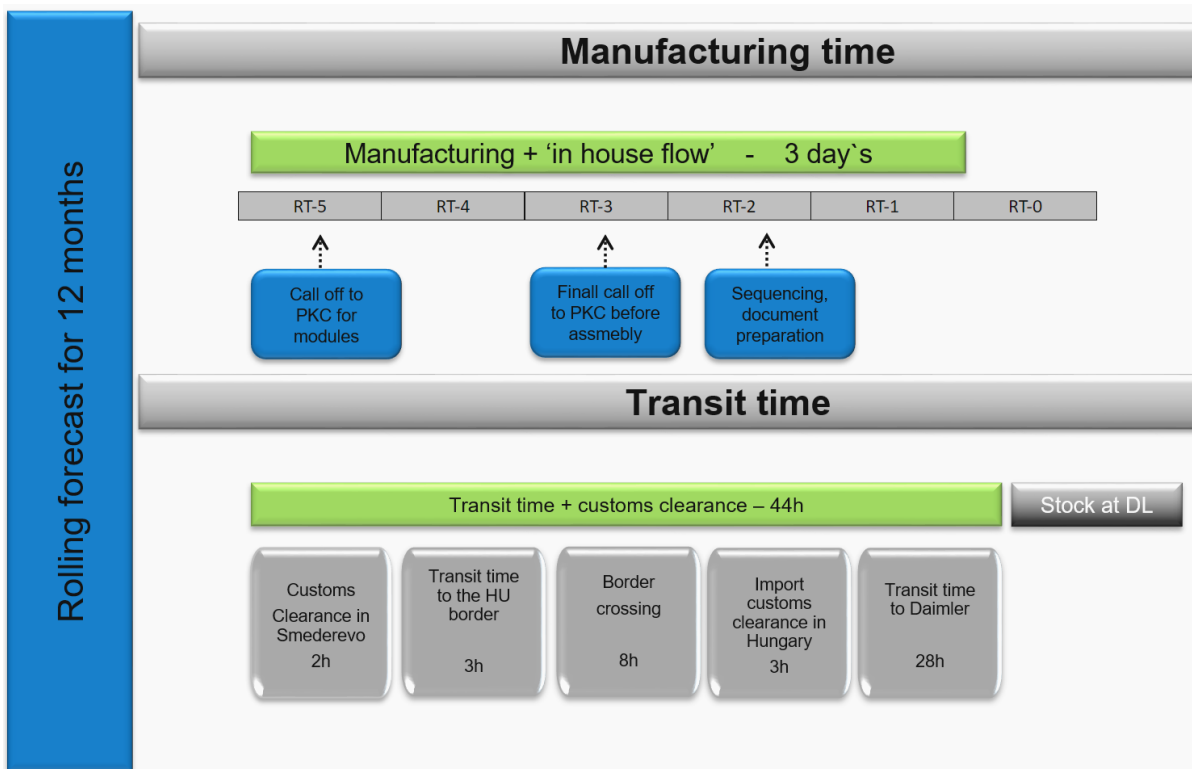 Rolling forecast for 12 months
Manufacturing time
Manufacturing + ‘in house flow’ - 3 day`s
RT-5 RT-4 RT-3 RT-2 RT-1 RT-0
Call off to
PKC for
modules
Finall call off
to PKC before
assmebly
Sequencing,
document
preparation
Transit time
Transit time + customs clearance – 44h
Stock at DL
Customs
Clearance in
Smederevo
2h
Transit time
to the HU
border
3h
Border
crossing
8h
Import
customs
clearance in
Hungary
3h
Transit time
to Daimler
28h